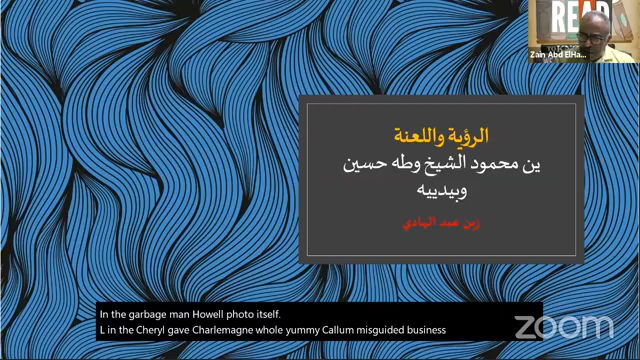 READ
Zain Abd ElHa...
الرؤية واللعنة
ين محمود الشيخ وطه حسين
وبيدييه
زين عبد الهادي
In the garbage man Howell photo itself.
L in the Cheryl gave Charlemagne whole yummy Callum misguided business
zoom